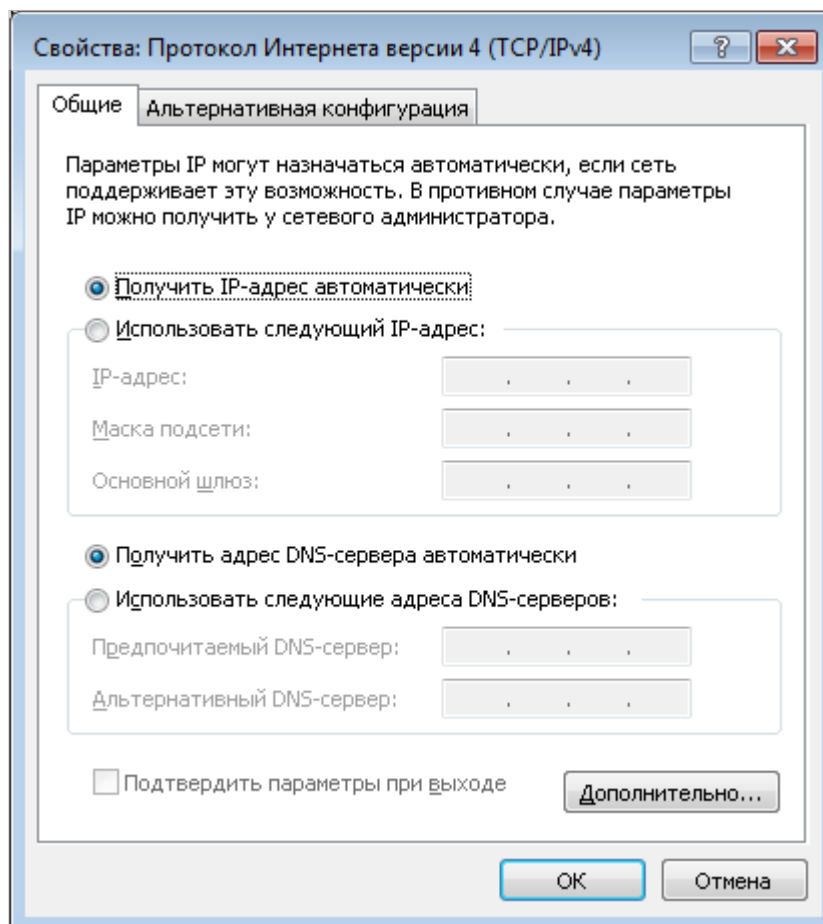 Свойства: Протокол Интернета версии 4 (TCP/IPv4)
?
Общие
Альтернативная конфигурация
Параметры IP могут назначаться автоматически, если сеть
поддерживает эту возможность. В противном случае параметры
IP можно получить у сетевого администратора.
Получить IP-адрес автоматически
Использовать следующий IP-адрес:
IP-адрес:
Маска подсети:
Основной шлюз:
Получить адрес DNS-сервера автоматически
Использовать следующие адреса DNS-серверов:
Предпочитаемый DNS-сервер:
Альтернативный DNS-сервер:
Подтвердить параметры при выходе
Дополнительно...
ОК
Отмена